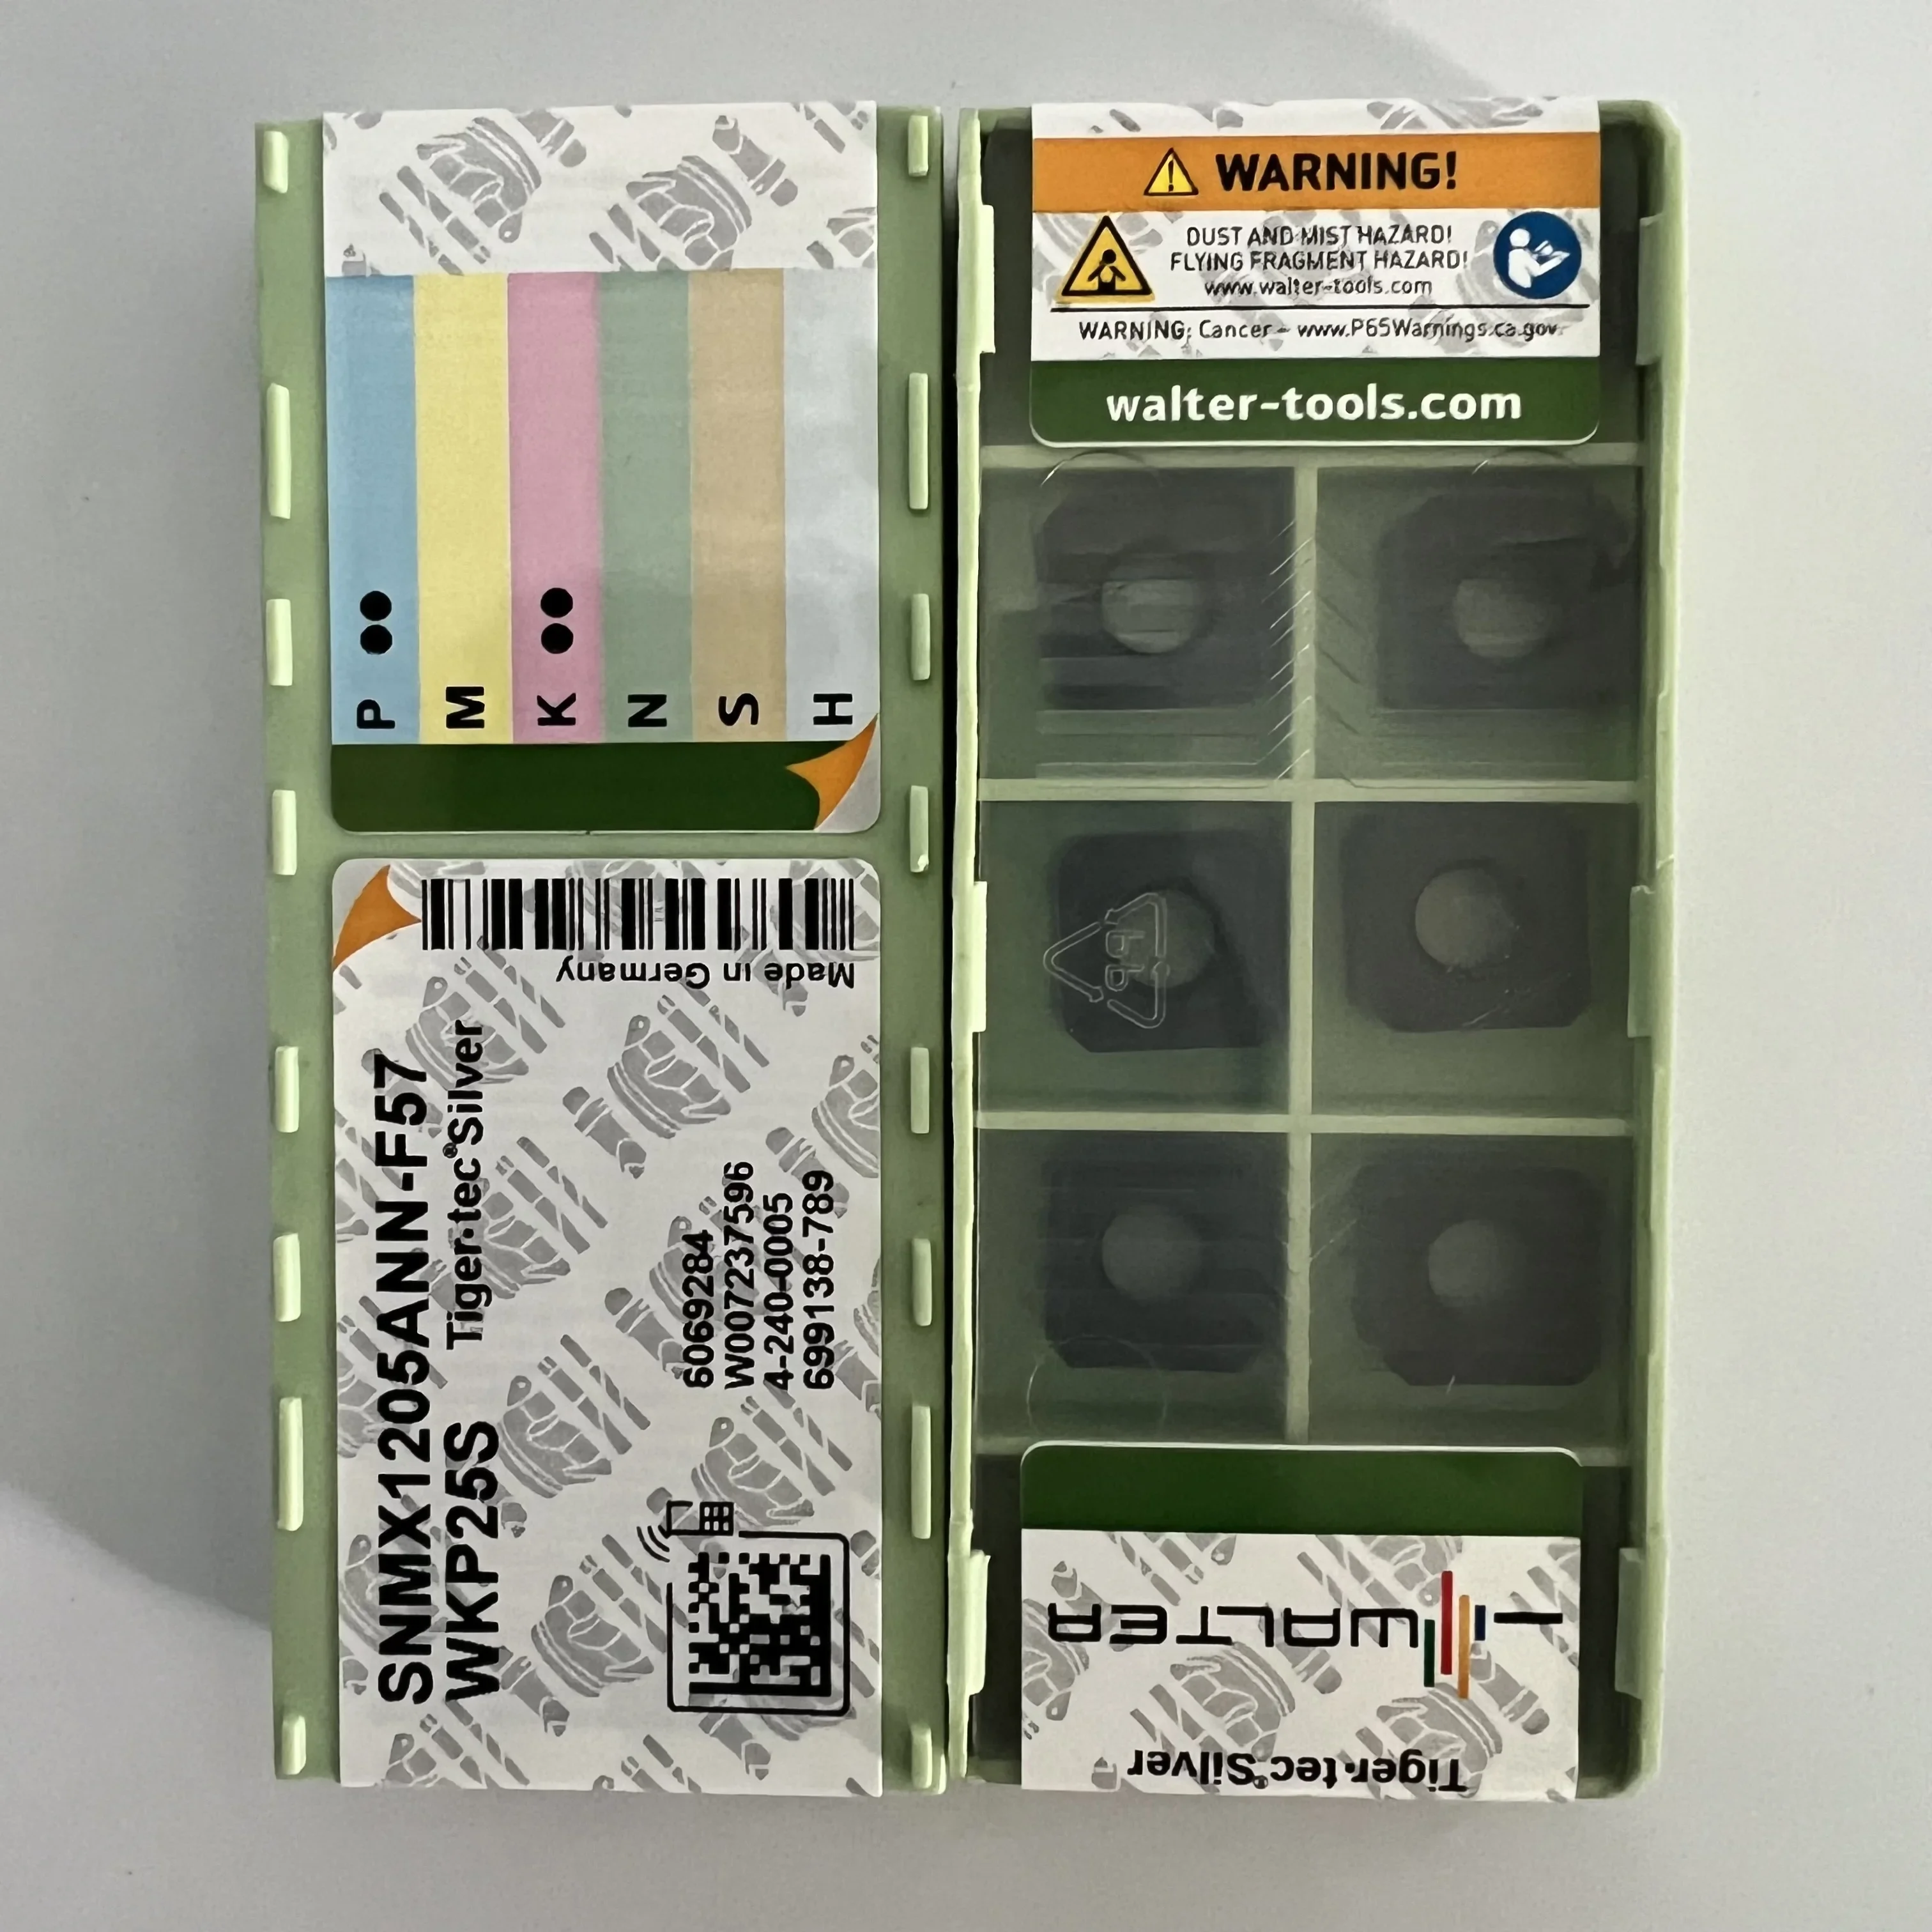 P
M
K
N
S
H
Made in Germany
SNMX1205ANN-F57
WKP25S Tiger·tec®Silver
6069284
W007237596
4-240-0005
699138-789
WARNING!
DUST AND MIST HAZARD!
FLYING FRAGMENT HAZARD!
www.walter-tools.com
WARNING: Cancer - www.P65Warnings.ca.gov
walter-tools.com
PP
WALTER
Tiger·tec®Silver